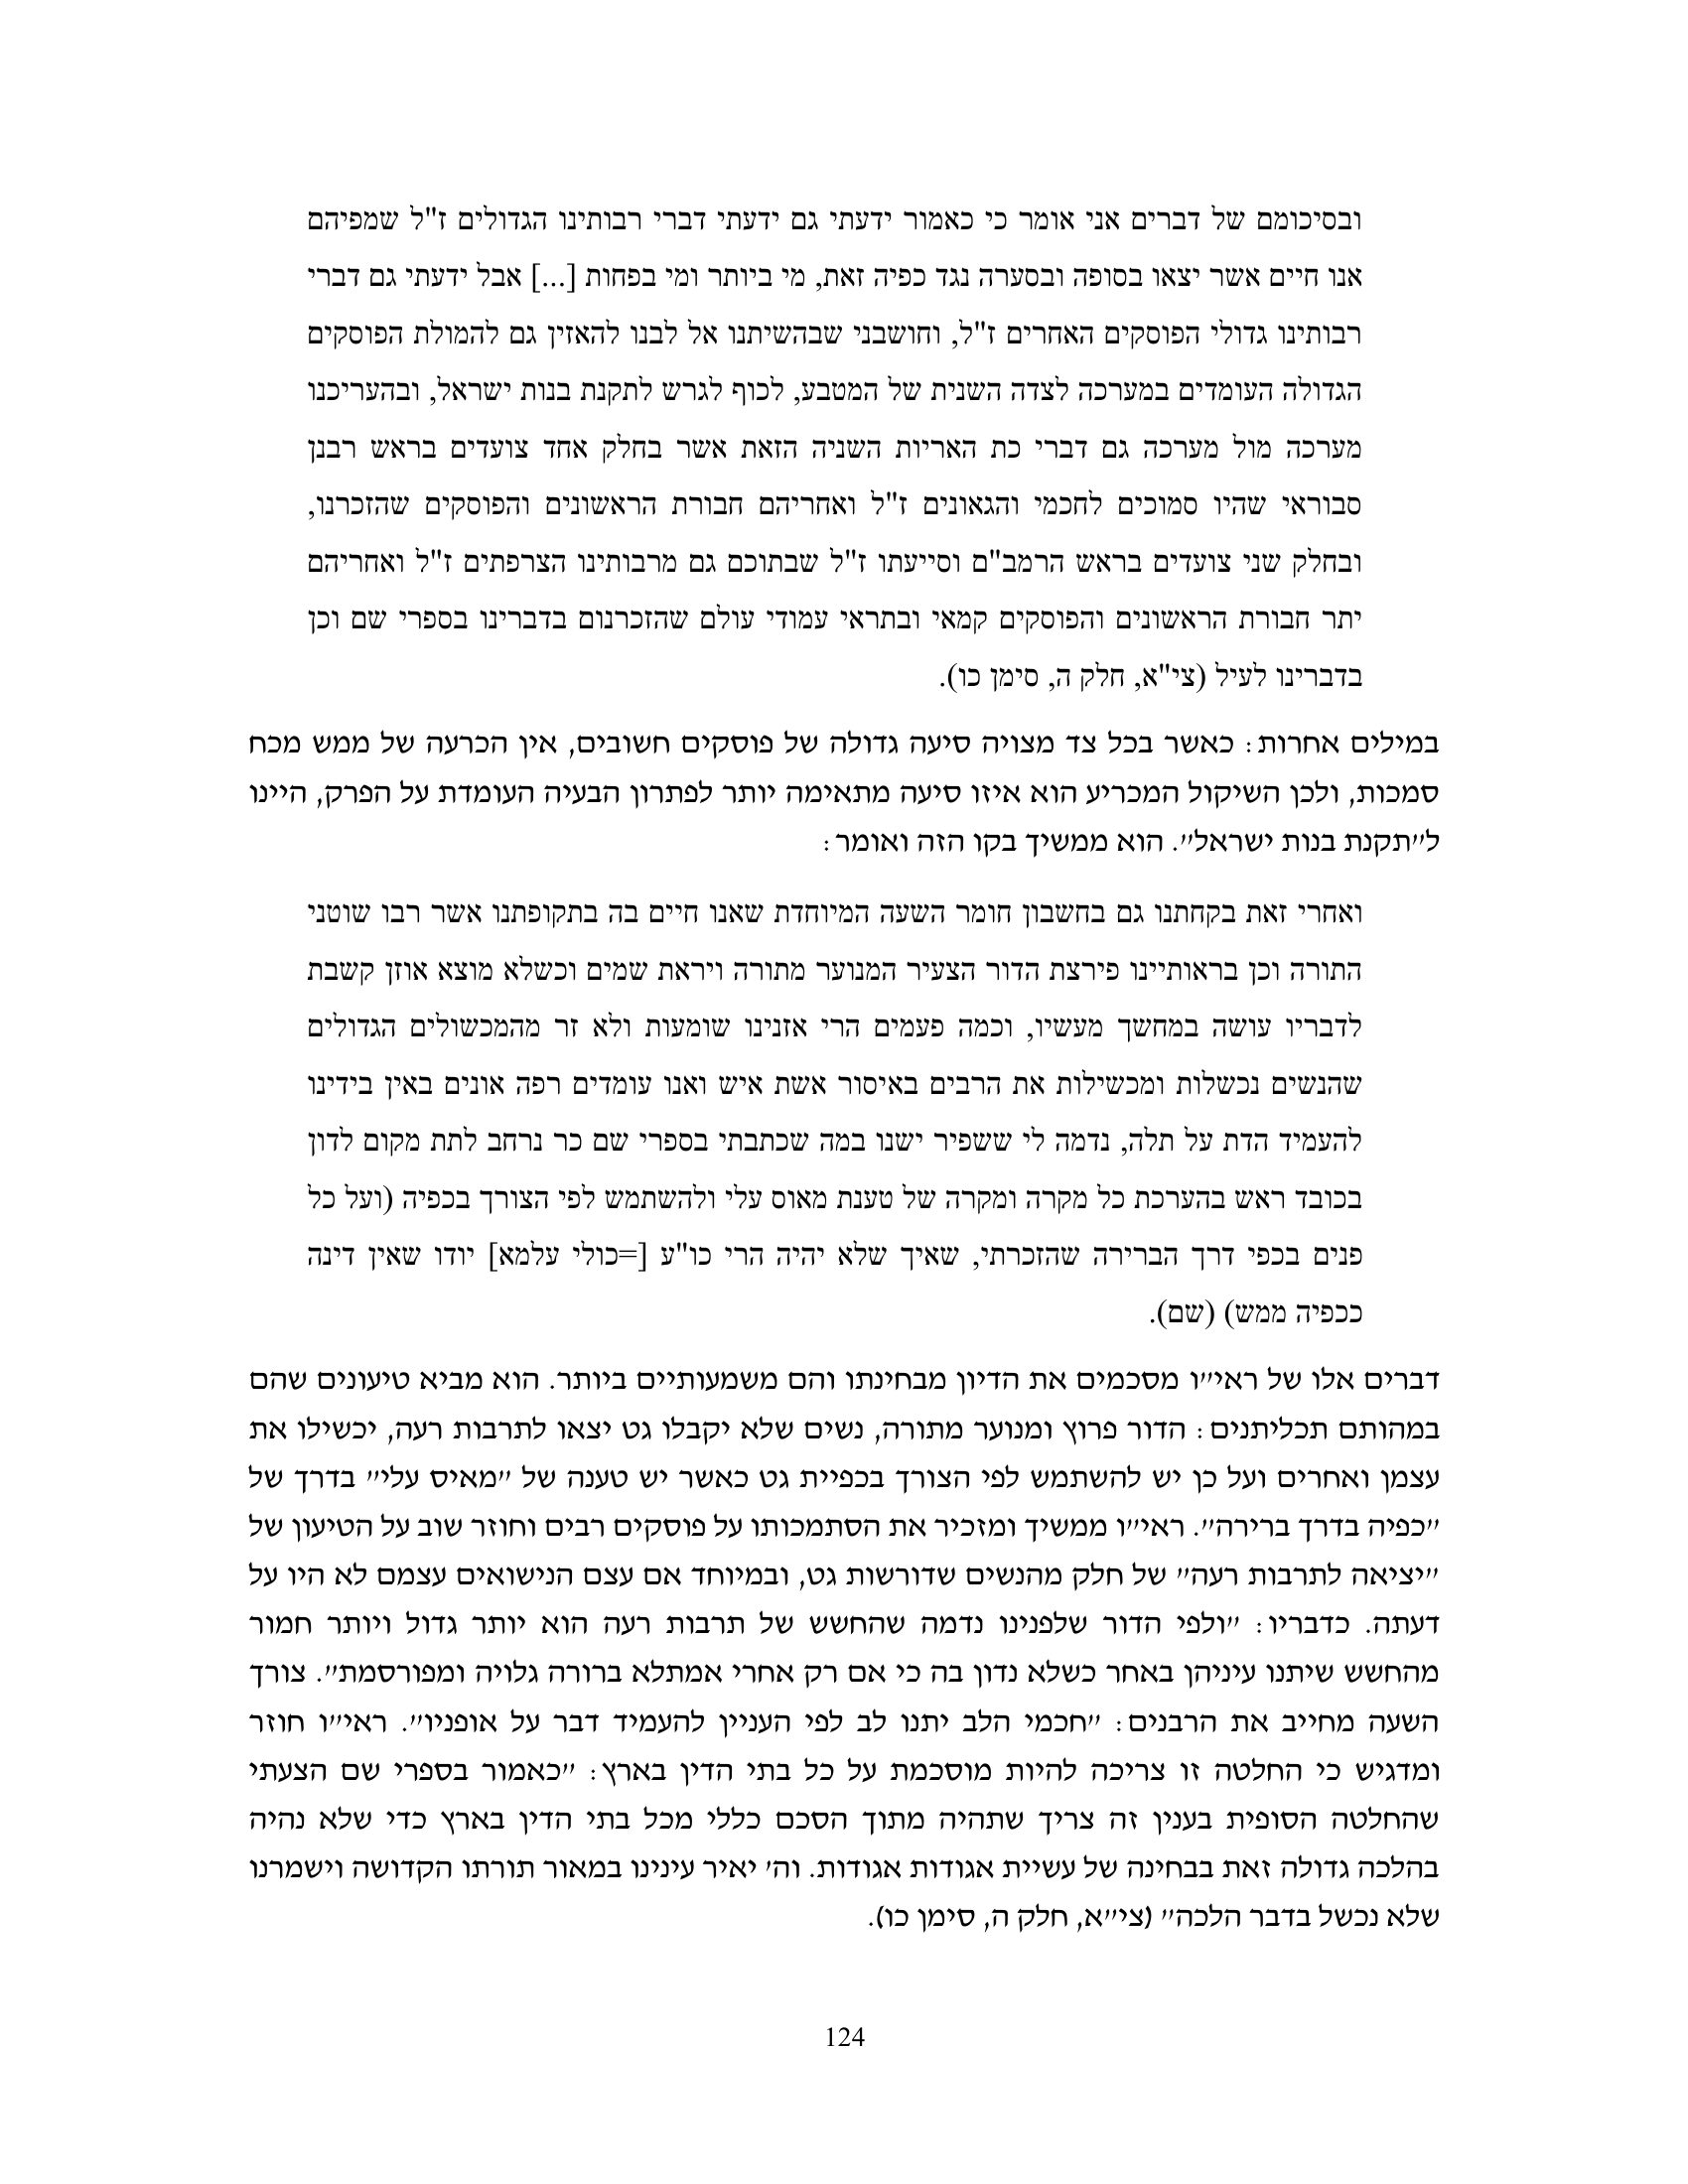 ובסיכומם של דברים אני אומר כי כאמור ידעתי גם ידעתי דברי רבותינו הגדולים ז"ל שמפיהם
אנו חיים אשר יצאו בסופה ובסערה נגד כפיה זאת, מי ביותר ומי בפחות [...] אבל ידעתי גם דברי
רבותינו גדולי הפוסקים האחרים ז"ל, וחושבני שבהשיתנו אל לבנו להאזין גם להמולת הפוסקים
הגדולה העומדים במערכה לצדה השנית של המטבע, לכוף לגרש לתקנת בנות ישראל, ובהעריכנו
מערכה מול מערכה גם דברי כת האריות השניה הזאת אשר בחלק אחד צועדים בראש רבנן
סבוראי שהיו סמוכים לחכמי והגאונים ז"ל ואחריהם חבורת הראשונים והפוסקים שהזכרנו,
ובחלק שני צועדים בראש הרמב"ם וסייעתו ז"ל שבתוכם גם מרבותינו הצרפתים ז"ל ואחריהם
יתר חבורת הראשונים והפוסקים קמאי ובתראי עמודי עולם שהזכרנום בדברינו בספרי שם וכן
בדברינו לעיל (צי"א, חלק ה, סימן כו).
במילים אחרות: כאשר בכל צד מצויה סיעה גדולה של פוסקים חשובים, אין הכרעה של ממש מכח
סמכות, ולכן השיקול המכריע הוא איזו סיעה מתאימה יותר לפתרון הבעיה העומדת על הפרק, היינו
ל"תקנת בנות ישראל". הוא ממשיך בקו הזה ואומר:
ואחרי זאת בקחתנו גם בחשבון חומר השעה המיוחדת שאנו חיים בה בתקופתנו אשר רבו שוטני
התורה וכן בראותיינו פירצת הדור הצעיר המנוער מתורה ויראת שמים וכשלא מוצא אוזן קשבת
לדבריו עושה במחשך מעשיו, וכמה פעמים הרי אזנינו שומעות ולא זר מהמכשולים הגדולים
שהנשים נכשלות ומכשילות את הרבים באיסור אשת איש ואנו עומדים רפה אונים באין בידינו
להעמיד הדת על תלה, נדמה לי ששפיר ישנו במה שכתבתי בספרי שם כר נרחב לתת מקום לדון
בכובד ראש בהערכת כל מקרה ומקרה של טענת מאוס עלי ולהשתמש לפי הצורך בכפיה (ועל כל
פנים בכפי דרך הברירה שהזכרתי, שאיך שלא יהיה הרי כו"ע [=כולי עלמא] יודו שאין דינה
ככפיה ממש) (שם).
דברים אלו של ראי"ו מסכמים את הדיון מבחינתו והם משמעותיים ביותר. הוא מביא טיעונים שהם
במהותם תכליתנים: הדור פרוץ ומנוער מתורה, נשים שלא יקבלו גט יצאו לתרבות רעה, יכשילו את
עצמן ואחרים ועל כן יש להשתמש לפי הצורך בכפיית גט כאשר יש טענה של "מאיס עלי" בדרך של
"כפיה בדרך ברירה". ראי"ו ממשיך ומזכיר את הסתמכותו על פוסקים רבים וחוזר שוב על הטיעון של
"יציאה לתרבות רעה" של חלק מהנשים שדורשות גט, ובמיוחד אם עצם הנישואים עצמם לא היו על
דעתה. כדבריו: "ולפי הדור שלפנינו נדמה שהחשש של תרבות רעה הוא יותר גדול ויותר חמור
מהחשש שיתנו עיניהן באחר כשלא נדון בה כי אם רק אחרי אמתלא ברורה גלויה ומפורסמת". צורך
השעה מחייב את הרבנים: "חכמי הלב יתנו לב לפי העניין להעמיד דבר על אופניו". ראי"ו חוזר
ומדגיש כי החלטה זו צריכה להיות מוסכמת על כל בתי הדין בארץ: "כאמור בספרי שם הצעתי
שהחלטה הסופית בענין זה צריך שתהיה מתוך הסכם כללי מכל בתי הדין בארץ כדי שלא נהיה
בהלכה גדולה זאת בבחינה של עשיית אגודות אגודות. וה' יאיר עינינו במאור תורתו הקדושה וישמרנו
שלא נכשל בדבר הלכה" (צי"א, חלק ה, סימן כו).
124